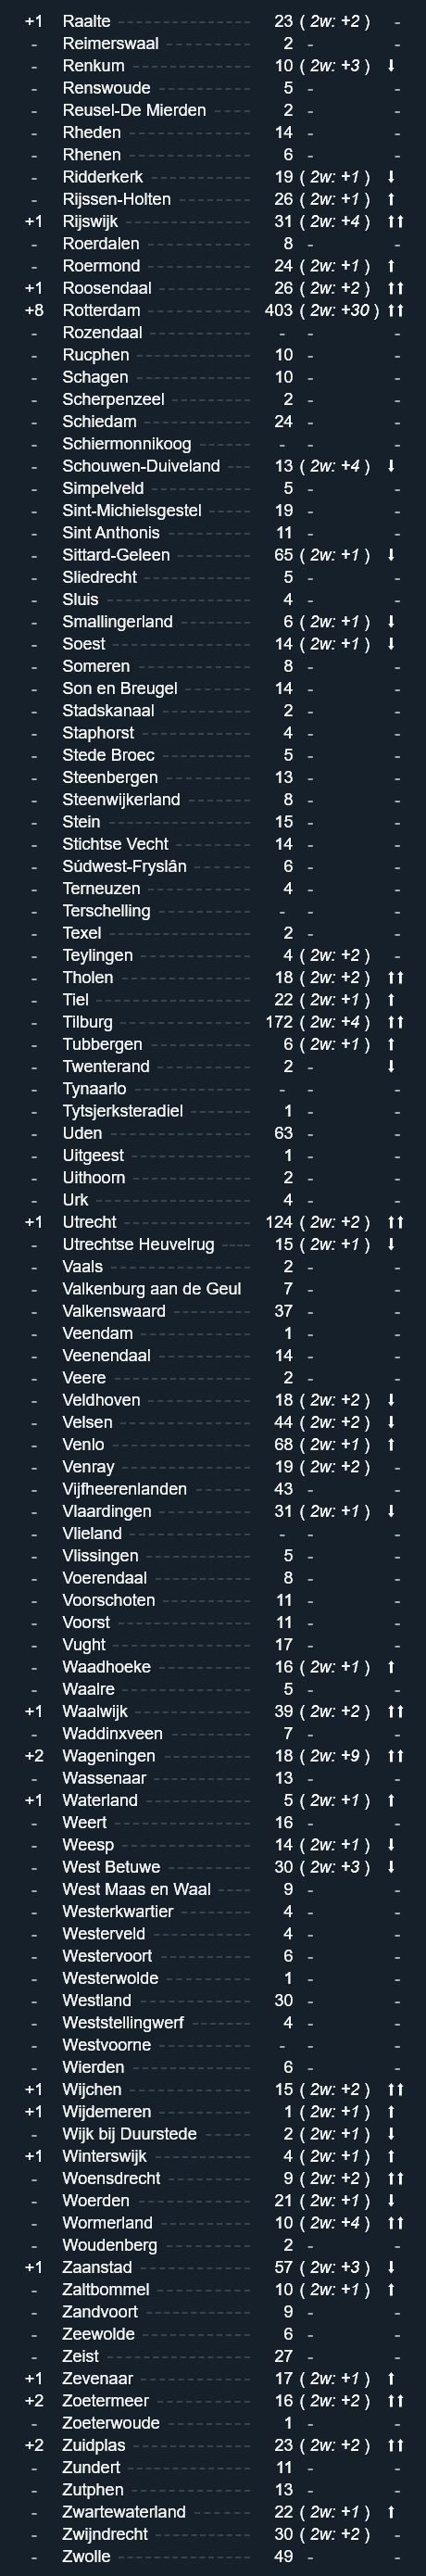 +1 Raalte 23 ( 2w: +2 ) -
- Reimerswaal 2 - -
- Renkum 10 ( 2w: +3 ) ⬇
- Renswoude 5 - -
- Reusel-De Mierden 2 - -
- Rheden 14 - -
- Rhenen 6 - -
- Ridderkerk 19 ( 2w: +1 ) ⬇
- Rijssen-Holten 26 ( 2w: +1 ) ⬆
+1 Rijswijk 31 ( 2w: +4 ) ⬆⬆
- Roerdalen 8 - -
- Roermond 24 ( 2w: +1 ) ⬆
+1 Roosendaal 26 ( 2w: +2 ) ⬆⬆
+8 Rotterdam 403 ( 2w: +30 ) ⬆⬆
- Rozendaal - - -
- Rucphen 10 - -
- Schagen 10 - -
- Scherpenzeel 2 - -
- Schiedam 24 - -
- Schiermonnikoog - - -
- Schouwen-Duiveland 13 ( 2w: +4 ) ⬇
- Simpelveld 5 - -
- Sint-Michielsgestel 19 - -
- Sint Anthonis 11 - -
- Sittard-Geleen 65 ( 2w: +1 ) ⬇
- Sliedrecht 5 - -
- Sluis 4 - -
- Smallingerland 6 ( 2w: +1 ) ⬇
- Soest 14 ( 2w: +1 ) ⬇
- Someren 8 - -
- Son en Breugel 14 - -
- Stadskanaal 2 - -
- Staphorst 4 - -
- Stede Broec 5 - -
- Steenbergen 13 - -
- Steenwijkerland 8 - -
- Stein 15 - -
- Stichtse Vecht 14 - -
- Súdwest-Fryslân 6 - -
- Terneuzen 4 - -
- Terschelling - - -
- Texel 2 - -
- Teylingen 4 ( 2w: +2 ) -
- Tholen 18 ( 2w: +2 ) ⬆⬆
- Tiel 22 ( 2w: +1 ) ⬆
- Tilburg 172 ( 2w: +4 ) ⬆⬆
- Tubbergen 6 ( 2w: +1 ) ⬆
- Twenterand 2 - ⬇
- Tynaarlo - - -
- Tytsjerksteradiel 1 - -
- Uden 63 - -
- Uitgeest 1 - -
- Uithoorn 2 - -
- Urk 4 - -
+1 Utrecht 124 ( 2w: +2 ) ⬆⬆
- Utrechtse Heuvelrug 15 ( 2w: +1 ) ⬇
- Vaals 2 - -
- Valkenburg aan de Geul 7 - -
- Valkenswaard 37 - -
- Veendam 1 - -
- Veenendaal 14 - -
- Veere 2 - -
- Veldhoven 18 ( 2w: +2 ) ⬇
- Velsen 44 ( 2w: +2 ) ⬇
- Venlo 68 ( 2w: +1 ) ⬆
- Venray 19 ( 2w: +2 ) -
- Vijfheerenlanden 43 - -
- Vlaardingen 31 ( 2w: +1 ) ⬇
- Vlieland - - -
- Vlissingen 5 - -
- Voerendaal 8 - -
- Voorschoten 11 - -
- Voorst 11 - -
- Vught 17 - -
- Waadhoeke 16 ( 2w: +1 ) ⬆
- Waalre 5 - -
+1 Waalwijk 39 ( 2w: +2 ) ⬆⬆
- Waddinxveen 7 - -
+2 Wageningen 18 ( 2w: +9 ) ⬆⬆
- Wassenaar 13 - -
+1 Waterland 5 ( 2w: +1 ) ⬆
- Weert 16 - -
- Weesp 14 ( 2w: +1 ) ⬇
- West Betuwe 30 ( 2w: +3 ) ⬇
- West Maas en Waal 9 - -
- Westerkwartier 4 - -
- Westerveld 4 - -
- Westervoort 6 - -
- Westerwolde 1 - -
- Westland 30 - -
- Weststellingwerf 4 - -
- Westvoorne - - -
- Wierden 6 - -
+1 Wijchen 15 ( 2w: +2 ) ⬆⬆
+1 Wijdemeren 1 ( 2w: +1 ) ⬆
- Wijk bij Duurstede 2 ( 2w: +1 ) ⬇
+1 Winterswijk 4 ( 2w: +1 ) ⬆
- Woensdrecht 9 ( 2w: +2 ) ⬆⬆
- Woerden 21 ( 2w: +1 ) ⬇
- Wormerland 10 ( 2w: +4 ) ⬆⬆
- Woudenberg 2 - -
+1 Zaanstad 57 ( 2w: +3 ) ⬇
- Zaltbommel 10 ( 2w: +1 ) ⬆
- Zandvoort 9 - -
- Zeewolde 6 - -
- Zeist 27 - -
+1 Zevenaar 17 ( 2w: +1 ) ⬆
+2 Zoetermeer 16 ( 2w: +2 ) ⬆⬆
- Zoeterwoude 1 - -
+2 Zuidplas 23 ( 2w: +2 ) ⬆⬆
- Zundert 11 - -
- Zutphen 13 - -
- Zwartewaterland 22 ( 2w: +1 ) ⬆
- Zwijndrecht 30 ( 2w: +2 ) -
- Zwolle 49 - -